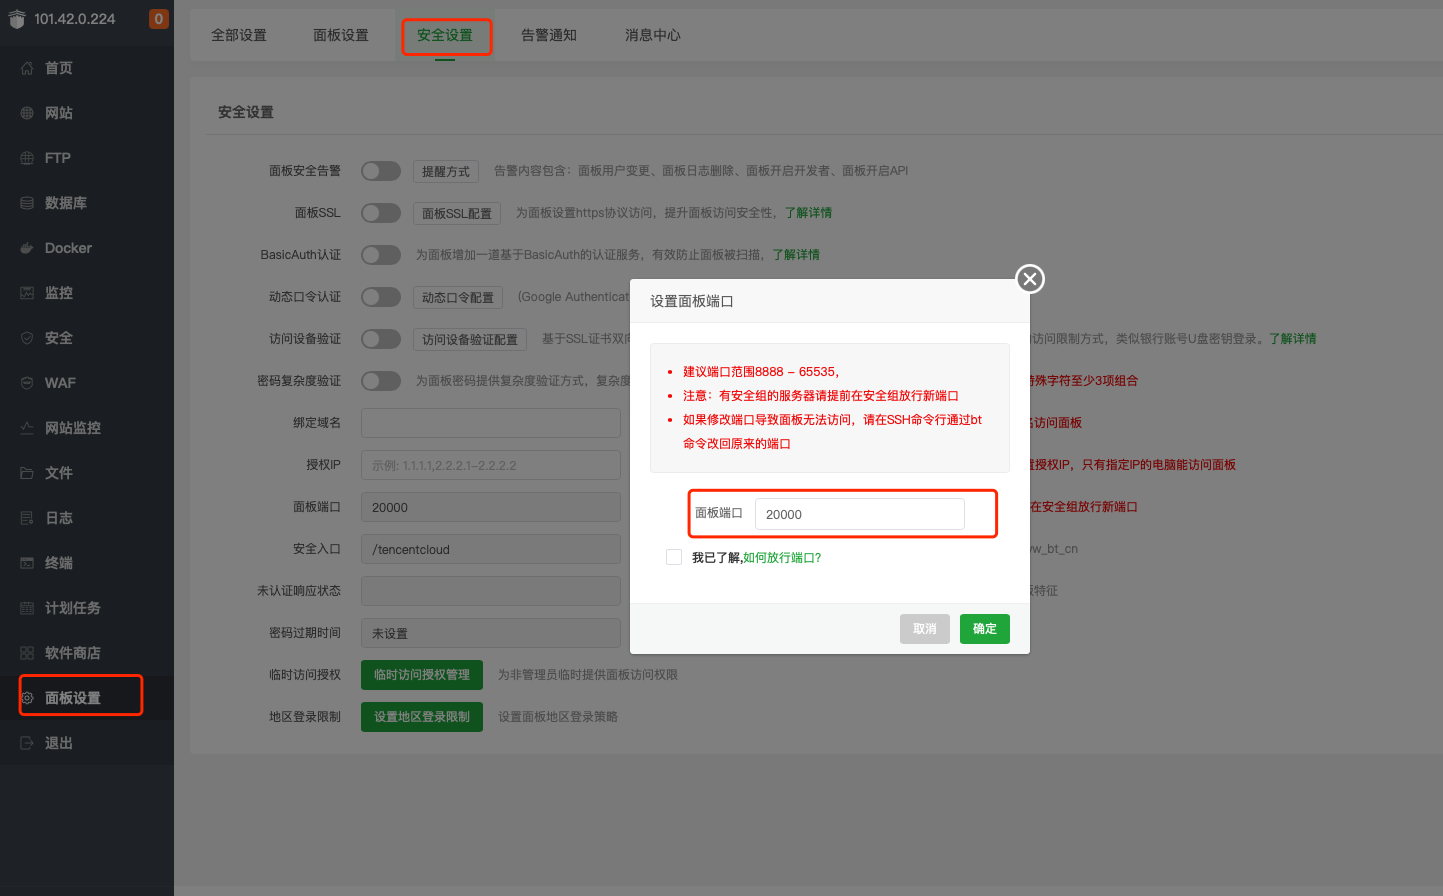 101.42.0.224
0
首页
网站
FTP
数据库
Docker
监控
安全
WAF
网站监控
文件
日志
终端
计划任务
软件商店
面板设置
退出
全部设置
面板设置
安全设置
告警通知
消息中心
安全设置
面板安全告警
提醒方式
告警内容包含：面板用户变更、面板日志删除、面板开启开发者、面板开启API
面板SSL
面板SSL配置
为面板设置https协议访问，提升面板访问安全性，了解详情
BasicAuth认证
为面板增加一道基于BasicAuth的认证服务，有效防止面板被扫描，了解详情
动态口令认证
动态口令配置
(Google Authenticat
访问设备验证
访问设备验证配置
基于SSL证书双向
访问限制方式，类似银行账号U盘密钥登录。了解详情
密码复杂度验证
为面板密码提供复杂度验证方式，复杂度
特殊字符至少3项组合
绑定域名
访问面板
授权IP
示例: 1.1.1.1,2.2.2.1-2.2.2.2
置授权IP，只有指定IP的电脑能访问面板
面板端口
20000
在安全组放行新端口
安全入口
/tencentcloud
w_bt_cn
未认证响应状态
特征
密码过期时间
未设置
临时访问授权
临时访问授权管理
为非管理员临时提供面板访问权限
地区登录限制
设置地区登录限制
设置面板地区登录策略
设置面板端口
建议端口范围8888 - 65535，
注意：有安全组的服务器请提前在安全组放行新端口
如果修改端口导致面板无法访问，请在SSH命令行通过bt
命令改回原来的端口
面板端口
20000
我已了解,如何放行端口?
取消
确定